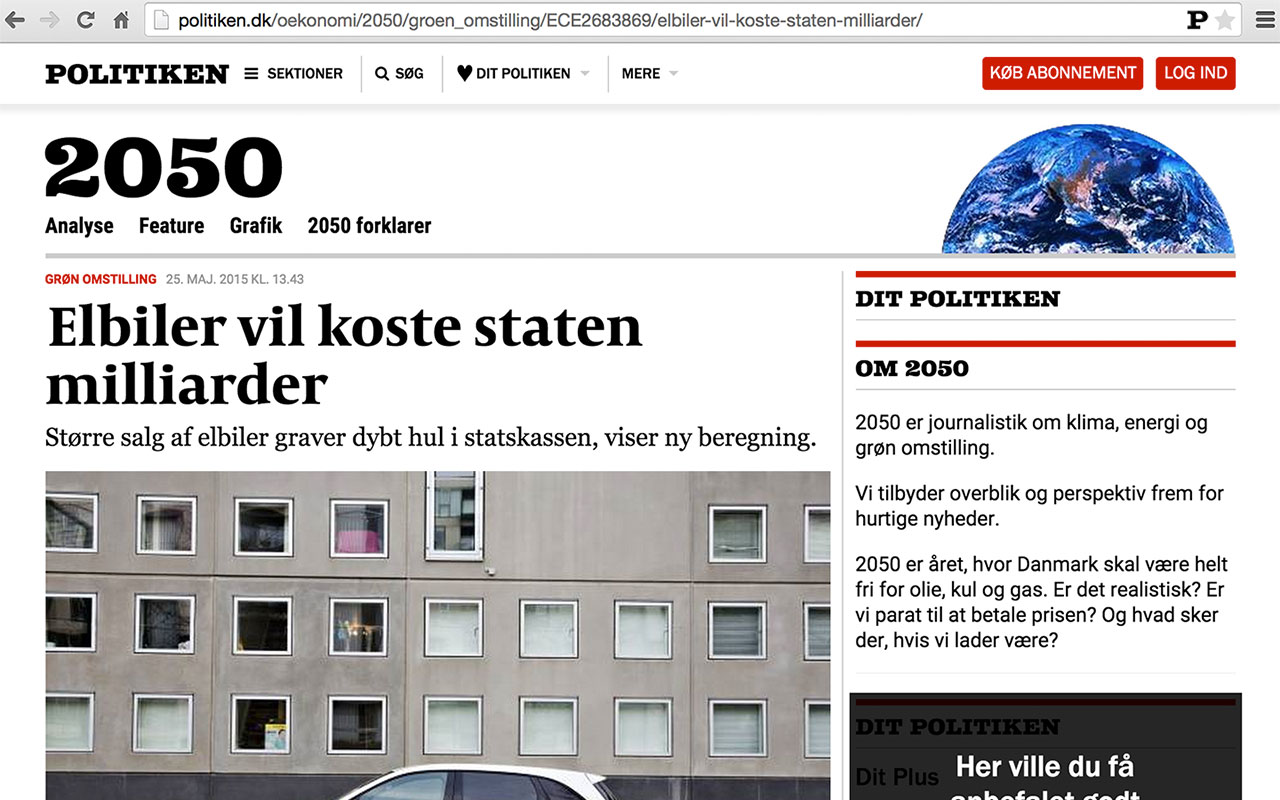 politiken.dk/oekonomi/2050/groen_omstilling/ECE2683869/elbiler-vil-koste-staten-milliarder/
P
POLITIKEN SEKTIONER SØG DIT POLITIKEN MERE KØB ABONNEMENT LOG IND
2050
Analyse Feature Grafik 2050 forklarer
GRØN OMSTILLING 25. MAJ. 2015 KL. 13.43
Elbiler vil koste staten
milliarder
Større salg af elbiler graver dybt hul i statskassen, viser ny beregning.
DIT POLITIKEN
OM 2050
2050 er journalistik om klima, energi og
grøn omstilling.
Vi tilbyder overblik og perspektiv frem for
hurtige nyheder.
2050 er året, hvor Danmark skal være helt
fri for olie, kul og gas. Er det realistisk? Er
vi parat til at betale prisen? Og hvad sker
der, hvis vi lader være?
DIT POLITIKEN
Dit Plus
Her ville du få
anbefalet godt